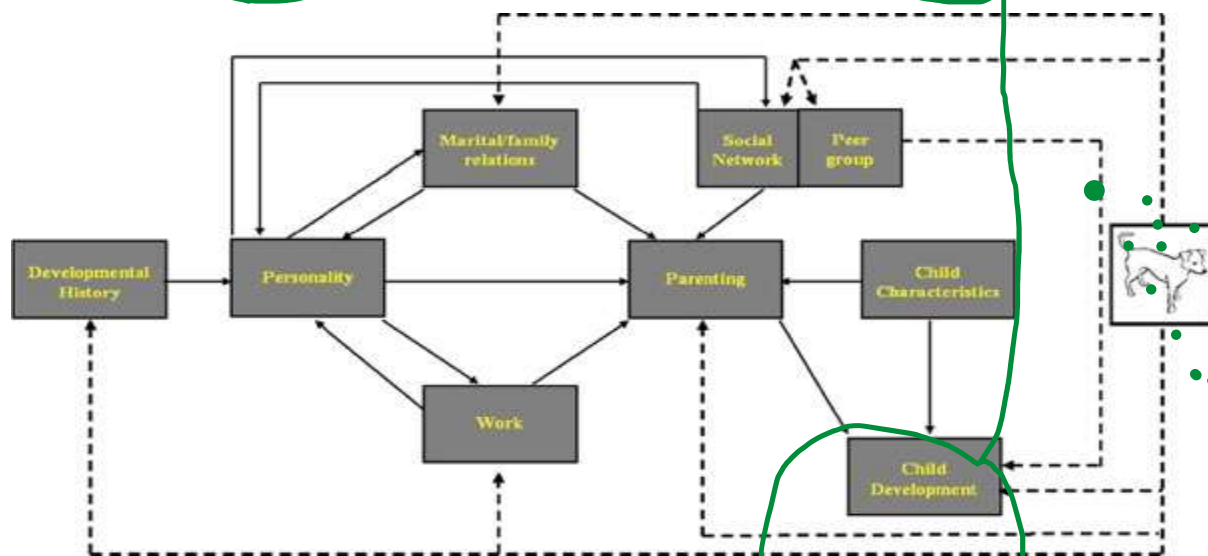 Marital/family
relations
Social
Network
Peer
group
Developmental
History
Personality
Parenting
Child
Characteristics
Work
Child
Development